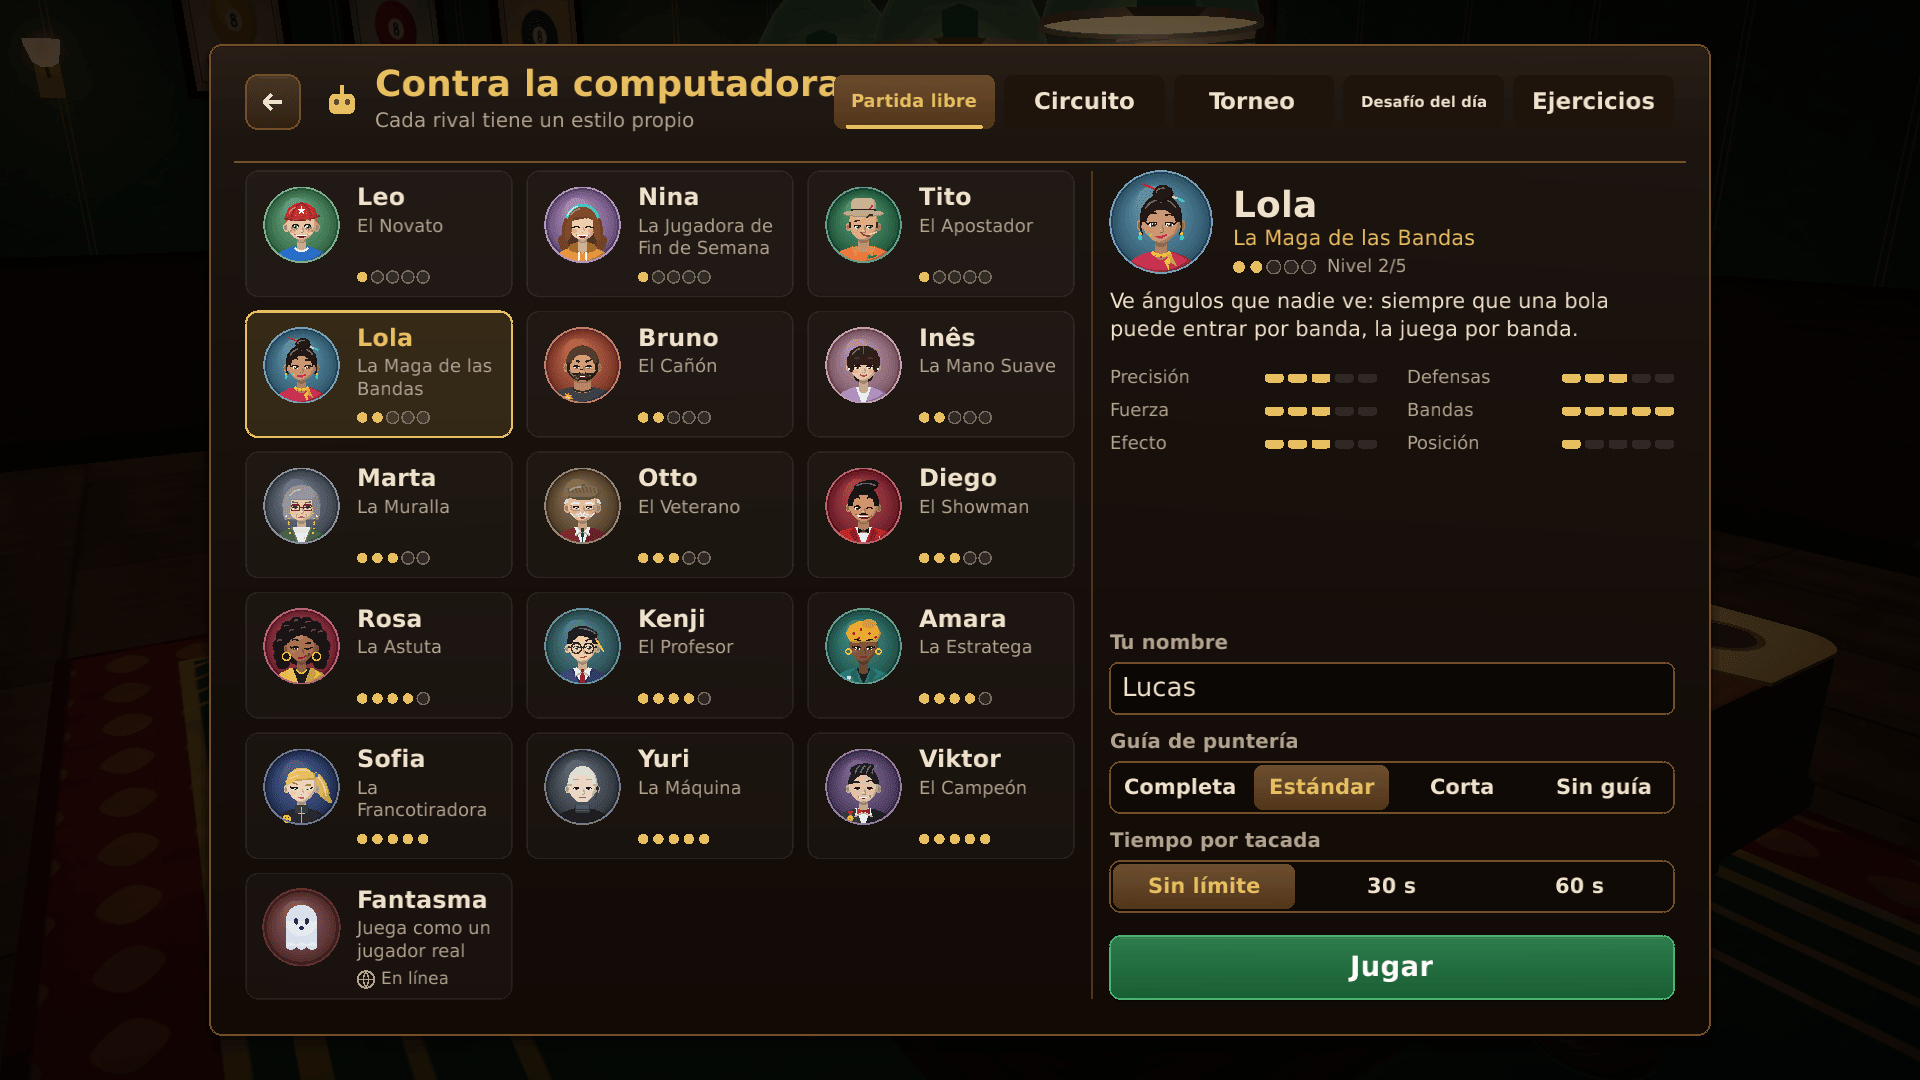 Contra la computadora
Cada rival tiene un estilo propio
Partida libre
Circuito
Torneo
Desafío del día
Ejercicios
Leo
El Novato
Nina
La Jugadora de
Fin de Semana
Tito
El Apostador
Lola
La Maga de las
Bandas
Bruno
El Cañón
Inês
La Mano Suave
Marta
La Muralla
Otto
El Veterano
Diego
El Showman
Rosa
La Astuta
Kenji
El Profesor
Amara
La Estratega
Sofia
La
Francotiradora
Yuri
La Máquina
Viktor
El Campeón
Fantasma
Juega como un
jugador real
En línea
Lola
La Maga de las Bandas
Nivel 2/5
Ve ángulos que nadie ve: siempre que una bola
puede entrar por banda, la juega por banda.
Precisión
Defensas
Fuerza
Bandas
Efecto
Posición
Tu nombre
Lucas
Guía de puntería
Completa
Estándar
Corta
Sin guía
Tiempo por tacada
Sin límite
30 s
60 s
Jugar
8
8